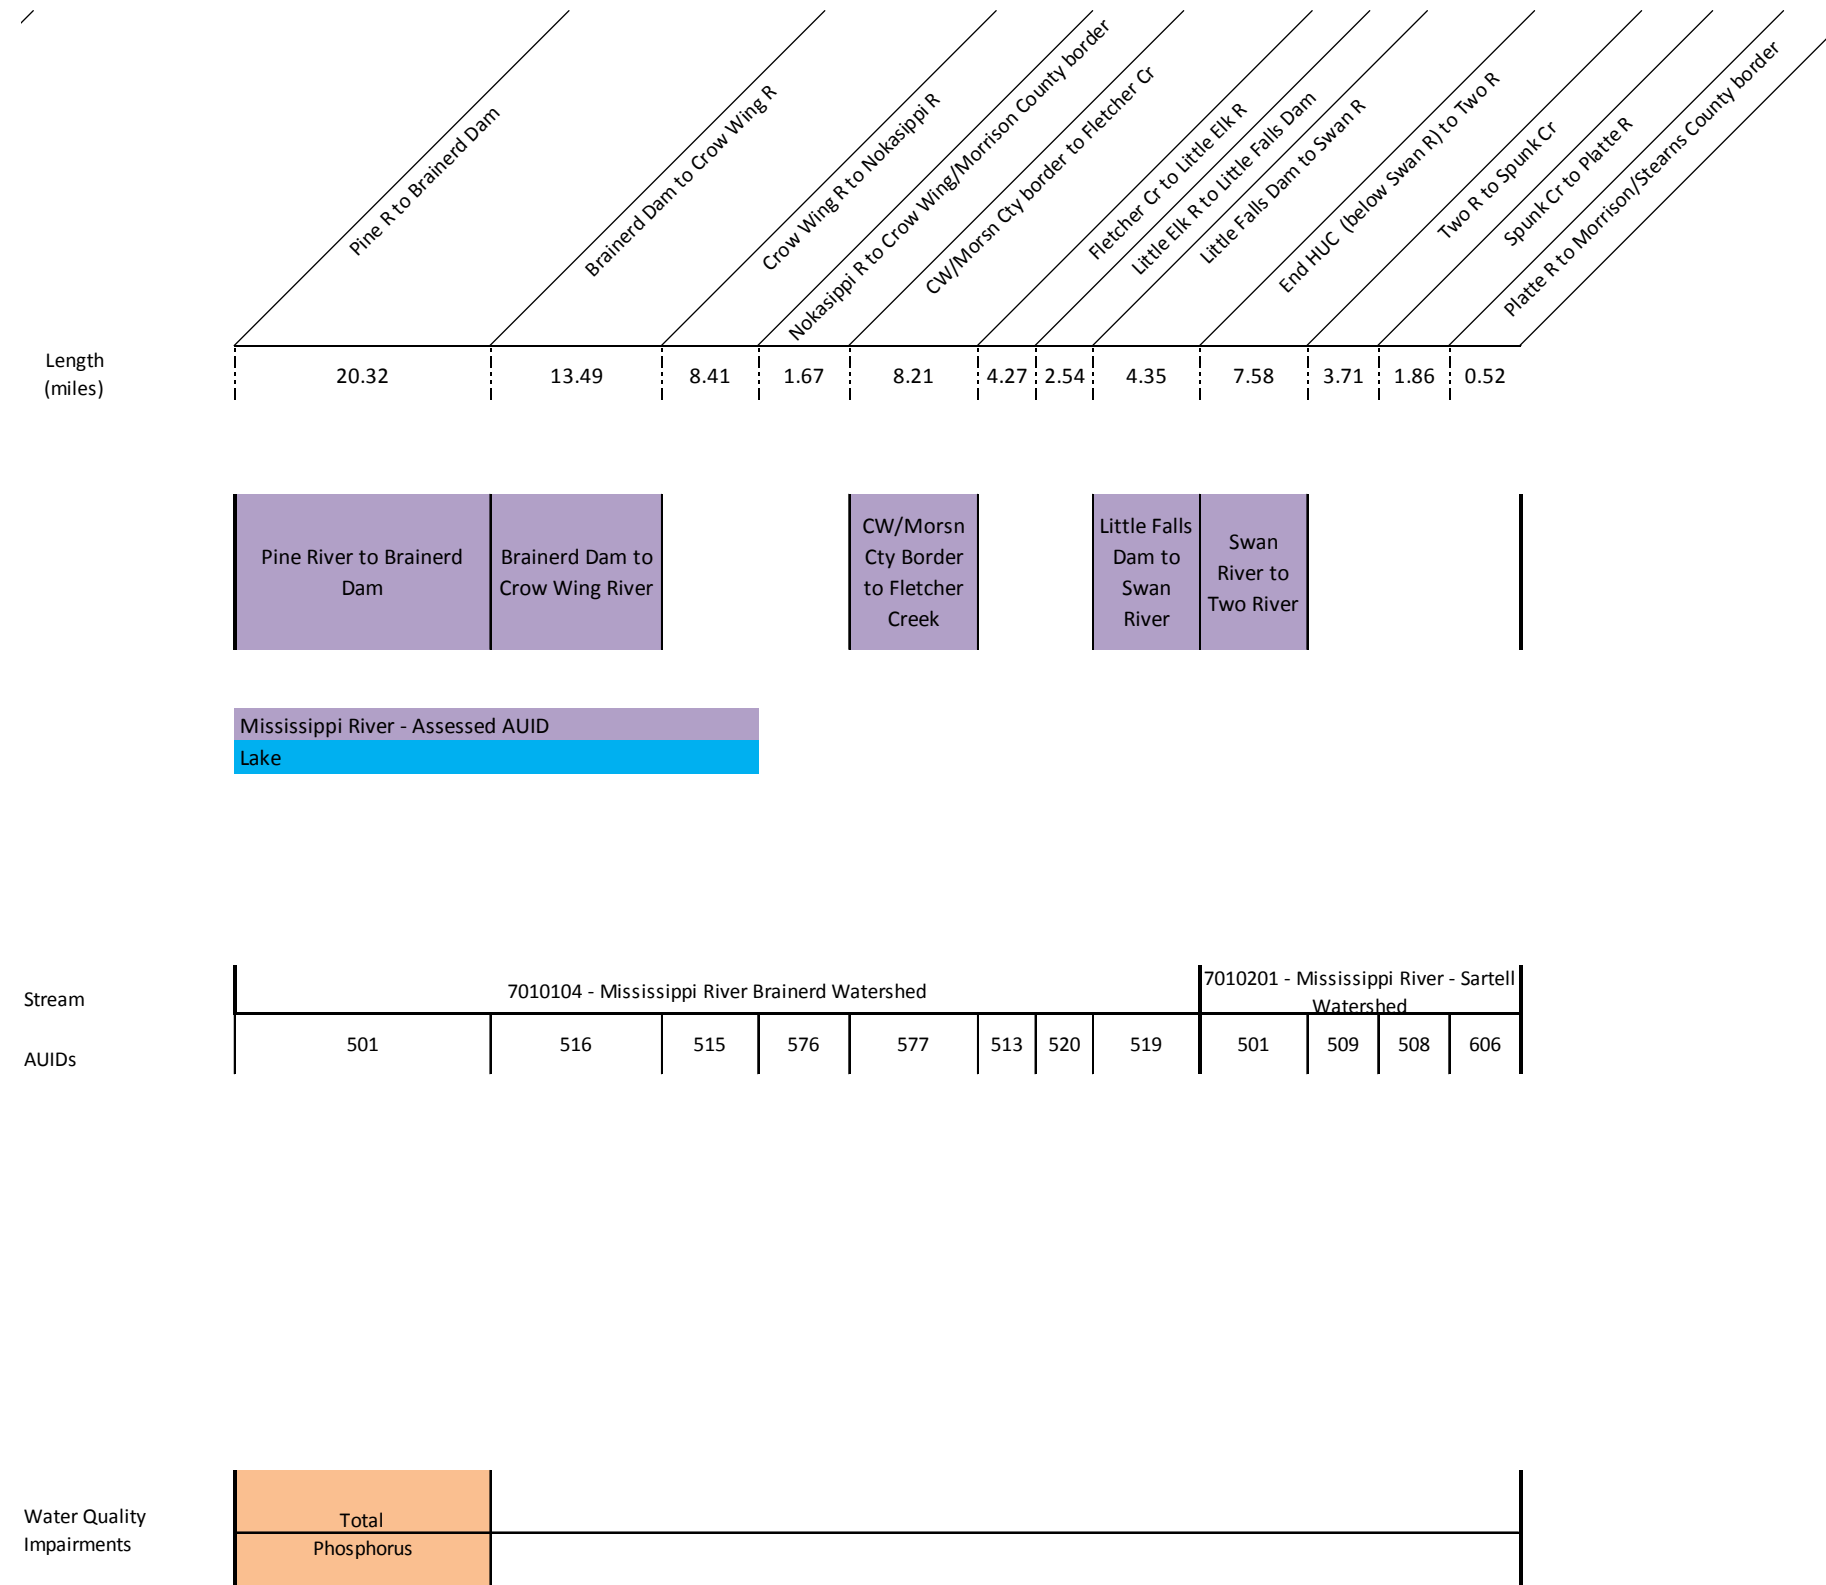 Pine R to Brainerd Dam
Brainerd Dam to Crow Wing R
Crow Wing R to Nokasippi R
Nokasippi R to Crow Wing/Morrison County border
CW/Morsn Cty border to Fletcher Cr
Fletcher Cr to Little Elk R
Little Elk R to Little Falls Dam
Little Falls Dam to Swan R
End HUC (below Swan R) to Two R
Two R to Spunk Cr
Spunk Cr to Platte R
Platte R to Morrison/Stearns County border
Length
(miles)
20.32 13.49 8.41 1.67 8.21 4.27 2.54 4.35 7.58 3.71 1.86 0.52
Pine River to Brainerd
Dam
Brainerd Dam to
Crow Wing River
CW/Morsn
Cty Border
to Fletcher
Creek
Little Falls
Dam to
Swan
River
Swan
River to
Two River
Mississippi River - Assessed AUID
Lake
Stream
7010104 - Mississippi River Brainerd Watershed
7010201 - Mississippi River - Sartell
Watershed
AUIDs
501 516 515 576 577 513 520 519 501 509 508 606
Water Quality
Impairments
Total
Phosphorus